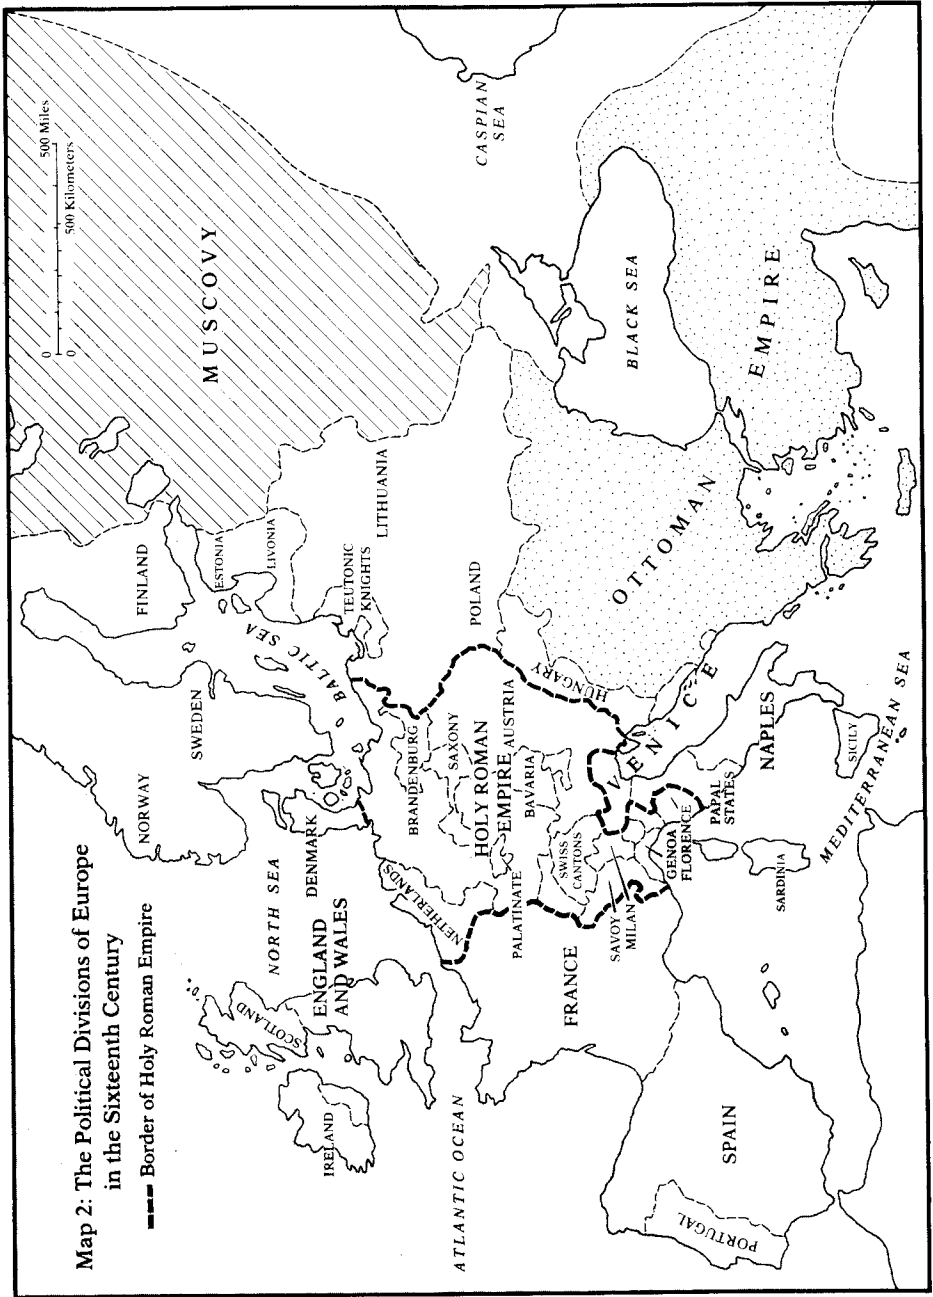 Map 2: The Political Divisions of Europe
in the Sixteenth Century
Border of Holy Roman Empire
0 500 Miles
0 500 Kilometers
MUSCOVY
CASPIAN
SEA
NORWAY
SWEDEN
FINLAND
ESTONIA
LIVONIA
BALTIC SEA
NORTH SEA
DENMARK
SCOTLAND
IRELAND
ENGLAND
AND WALES
NETHERLANDS
TEUTONIC
KNIGHTS
LITHUANIA
BRANDENBURG
SAXONY
POLAND
HOLY ROMAN
EMPIRE
AUSTRIA
BAVARIA
PALATINATE
HUNGARY
ATLANTIC OCEAN
FRANCE
SWISS
CANTONS
SAVOY
MILAN
VENICE
GENOA
FLORENCE
PAPAL
STATES
NAPLES
SICILY
SARDINIA
MEDITERRANEAN SEA
SPAIN
PORTUGAL
BLACK SEA
OTTOMAN
EMPIRE